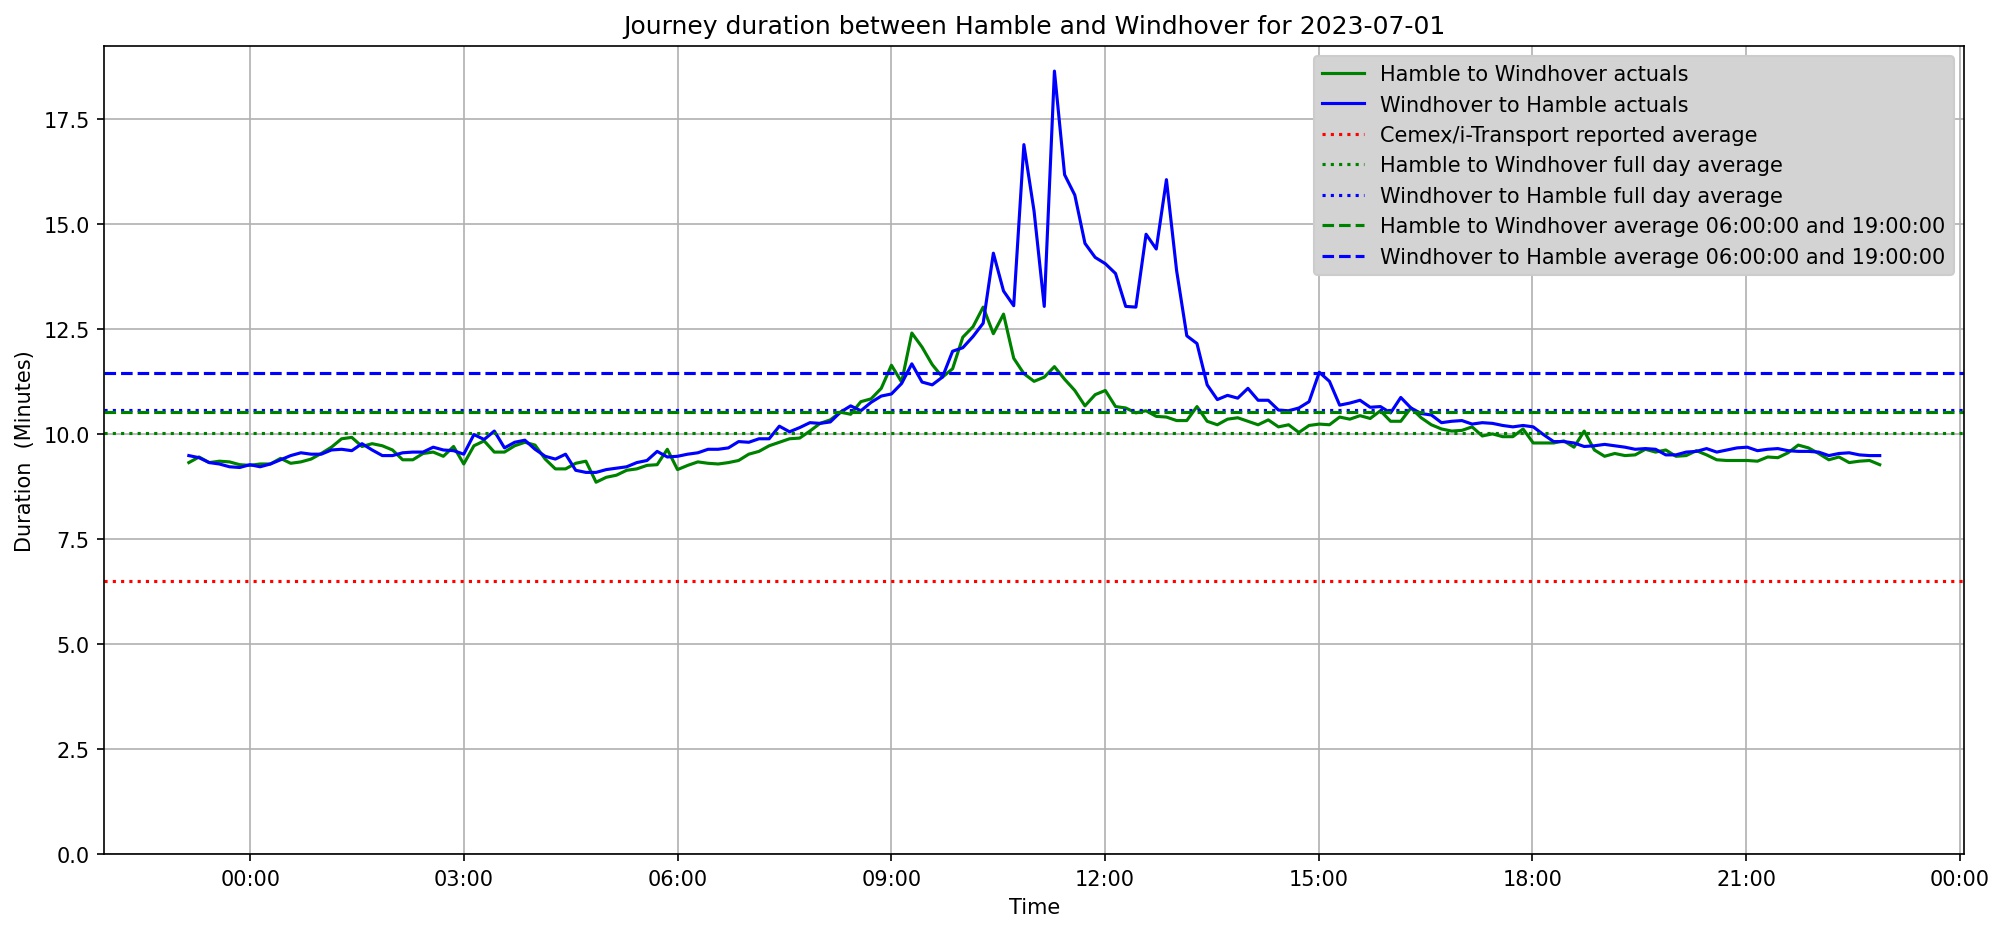 Journey duration between Hamble and Windhover for 2023-07-01
Hamble to Windhover actuals
Windhover to Hamble actuals
Cemex/i-Transport reported average
Hamble to Windhover full day average
Windhover to Hamble full day average
Hamble to Windhover average 06:00:00 and 19:00:00
Windhover to Hamble average 06:00:00 and 19:00:00
Duration (Minutes)
17.5
15.0
12.5
10.0
7.5
5.0
2.5
0.0
00:00 03:00 06:00 09:00 12:00 15:00 18:00 21:00 00:00
Time